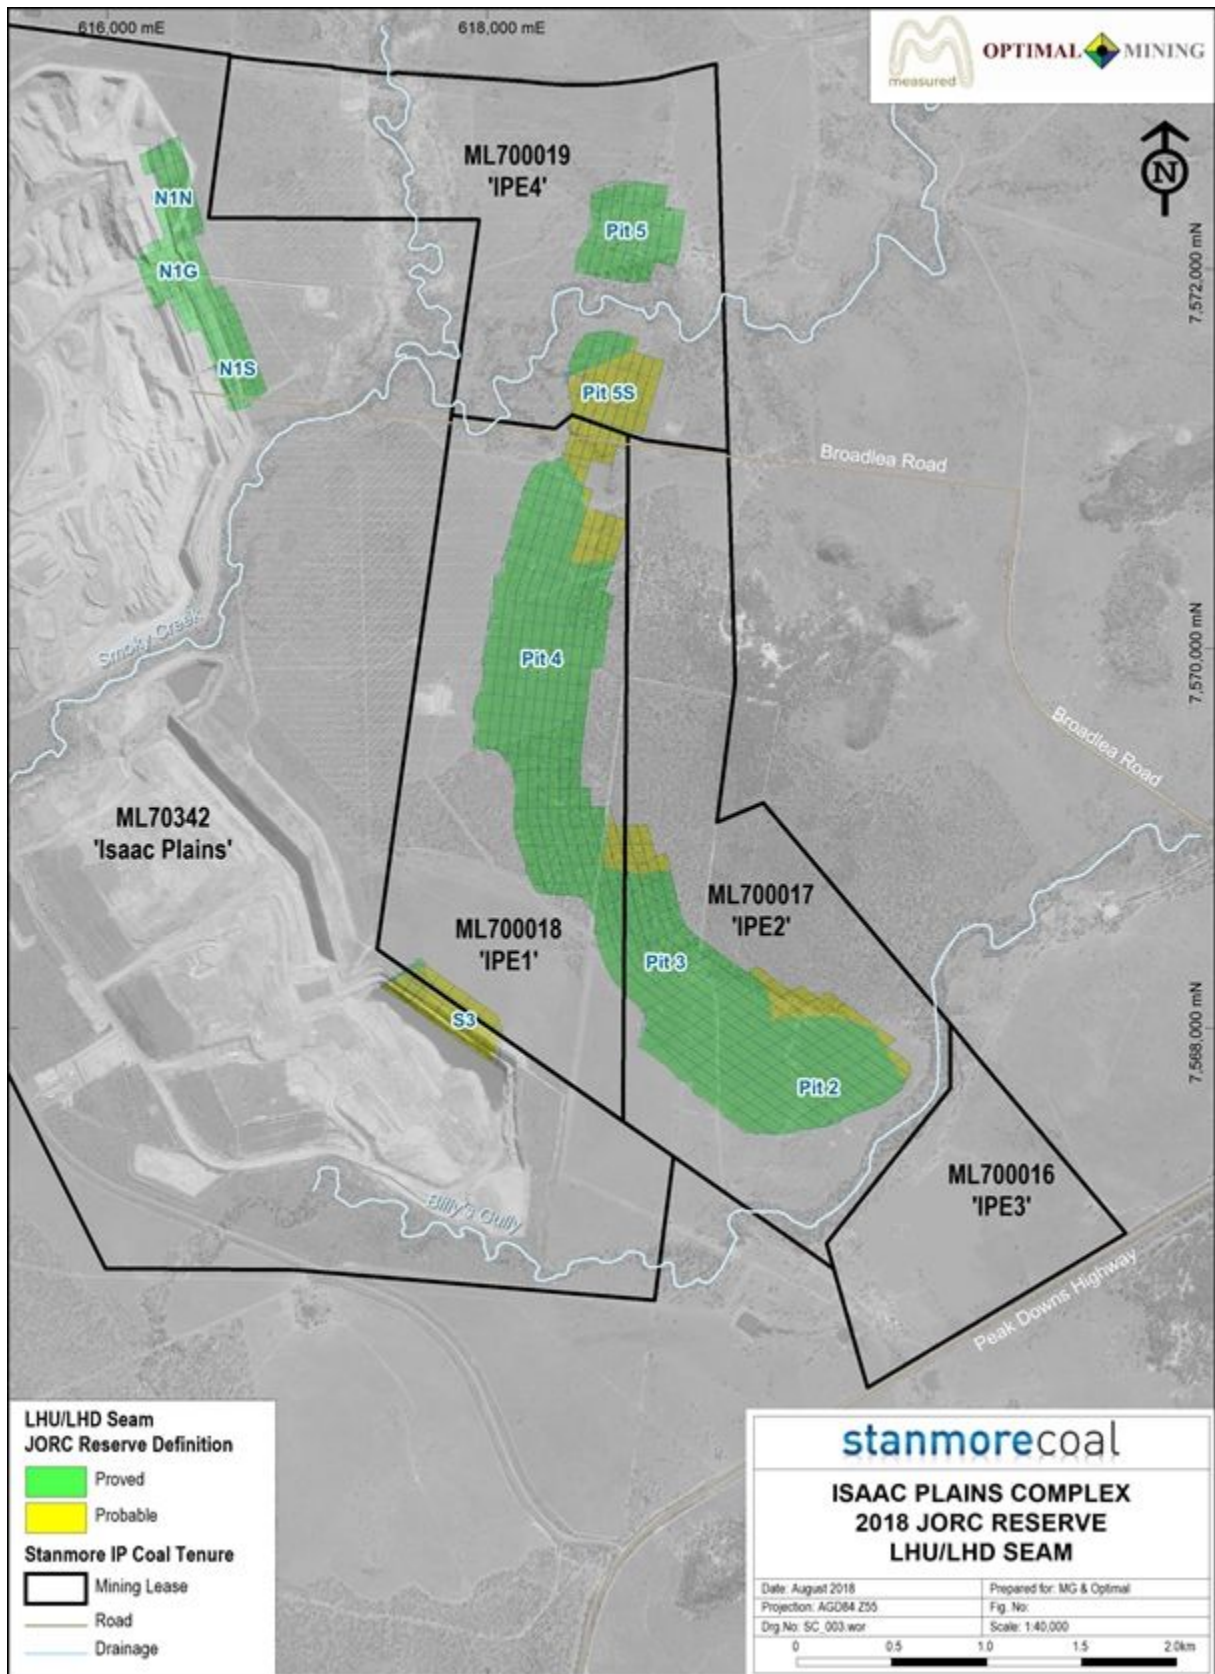 616,000 mE
618,000 mE
measured
OPTIMAL MINING
N
ML700019
'IPE4'
N1N
Pit 5
N1G
7,572,000 mN
N1S
Pit 5S
Broadlea Road
Smoky Creek
Pit 4
7,570,000 mN
Broadlea Road
ML70342
'Isaac Plains'
ML700017
'IPE2'
ML700018
'IPE1'
Pit 3
S3
7,568,000 mN
Pit 2
ML700016
'IPE3'
Billy's Gully
Peak Downs Highway
LHU/LHD Seam
JORC Reserve Definition
Proved
Probable
Stanmore IP Coal Tenure
Mining Lease
Road
Drainage
stanmorecoal
ISAAC PLAINS COMPLEX
2018 JORC RESERVE
LHU/LHD SEAM
Date: August 2018
Prepared for: MG & Optimal
Projection: AGD84 Z55
Fig. No:
Drg.No: SC_003.wor
Scale: 1:40,000
0 0.5 1.0 1.5 2.0km